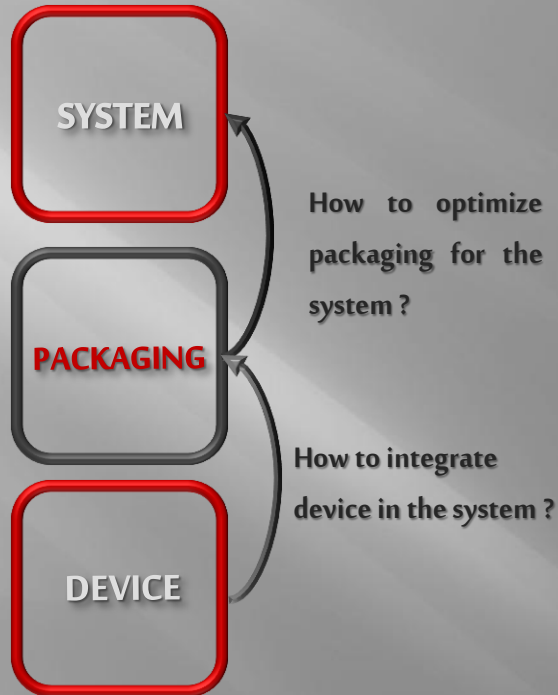 SYSTEM
How to optimize
packaging for the
system ?
PACKAGING
How to integrate
device in the system ?
DEVICE